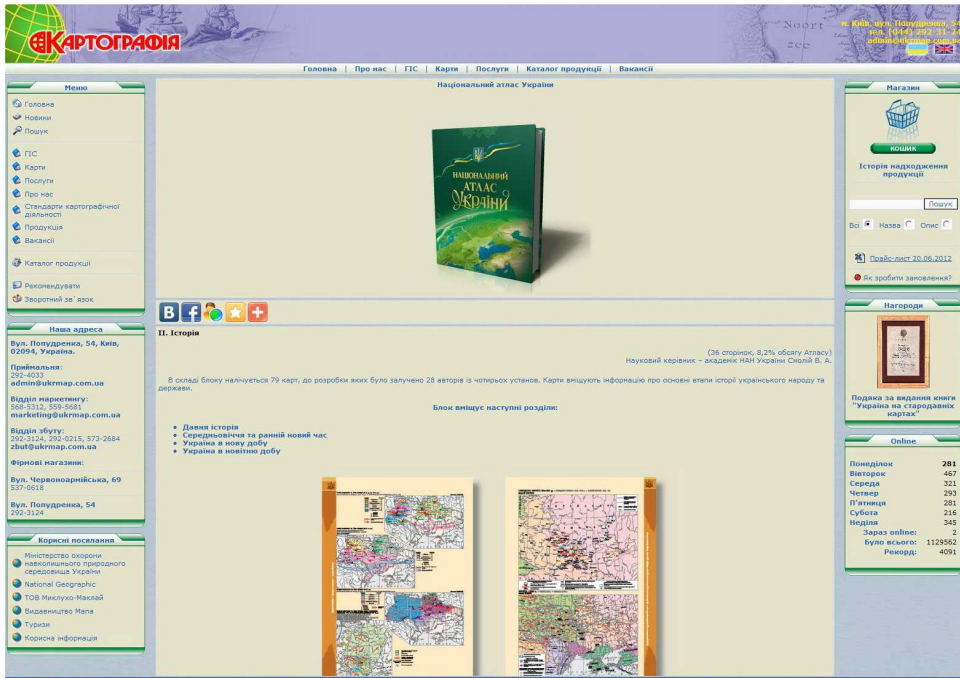 КАРТОГРАФІЯ
м. Київ, вул. Попудренка, 54
тел. (044) 292-31-24
admin@ukrmap.com.ua
Головна | Про нас | ГІС | Карти | Послуги | Каталог продукції | Вакансії
Меню
Головна
Новини
Пошук
ГІС
Карти
Послуги
Про нас
Стандарти картографічної
діяльності
Продукція
Вакансії
Каталог продукції
Рекомендувати
Зворотний зв`язок
Наша адреса
Вул. Попудренка, 54, Київ,
02094, Україна.
Приймальня:
292-4033
admin@ukrmap.com.ua
Відділ маркетингу:
568-5312, 559-5681
marketing@ukrmap.com.ua
Відділ збуту:
292-3124, 292-0215, 573-2684
zbut@ukrmap.com.ua
Фірмові магазини:
Вул. Червоноармійська, 69
537-0618
Вул. Попудренка, 54
292-3124
Корисні посилання
Міністерство охорони
навколишнього природного
середовища України
National Geographic
ТОВ Миклухо-Маклай
Видавництво Мапа
Туризм
Корисна інформація
Національний атлас України
НАЦІОНАЛЬНИЙ
АТЛАС
УКРАЇНИ
II. Історія
(36 сторінок, 8,2% обсягу Атласу)
Науковий керівник – академік НАН України Смолій В. А.
В складі блоку налічується 79 карт, до розробки яких було залучено 28 авторів із чотирьох установ. Карти вміщують інформацію про основні етапи історії українського народу та
держави.
Блок вміщує наступні розділи:
Давня історія
Середньовіччя та ранній новий час
Україна в нову добу
Україна в новітню добу
Магазин
КОШИК
Історія надходження
продукції
Пошук
Всі Назва Опис
Прайс-лист 20.06.2012
Як зробити замовлення?
Нагороди
Подяка за видання книги
"Україна на стародавніх
картах"
Online
Понеділок 281
Вівторок 467
Середа 321
Четвер 293
П'ятниця 281
Субота 216
Неділя 345
Зараз online: 2
Було всього: 1129562
Рекорд: 4091